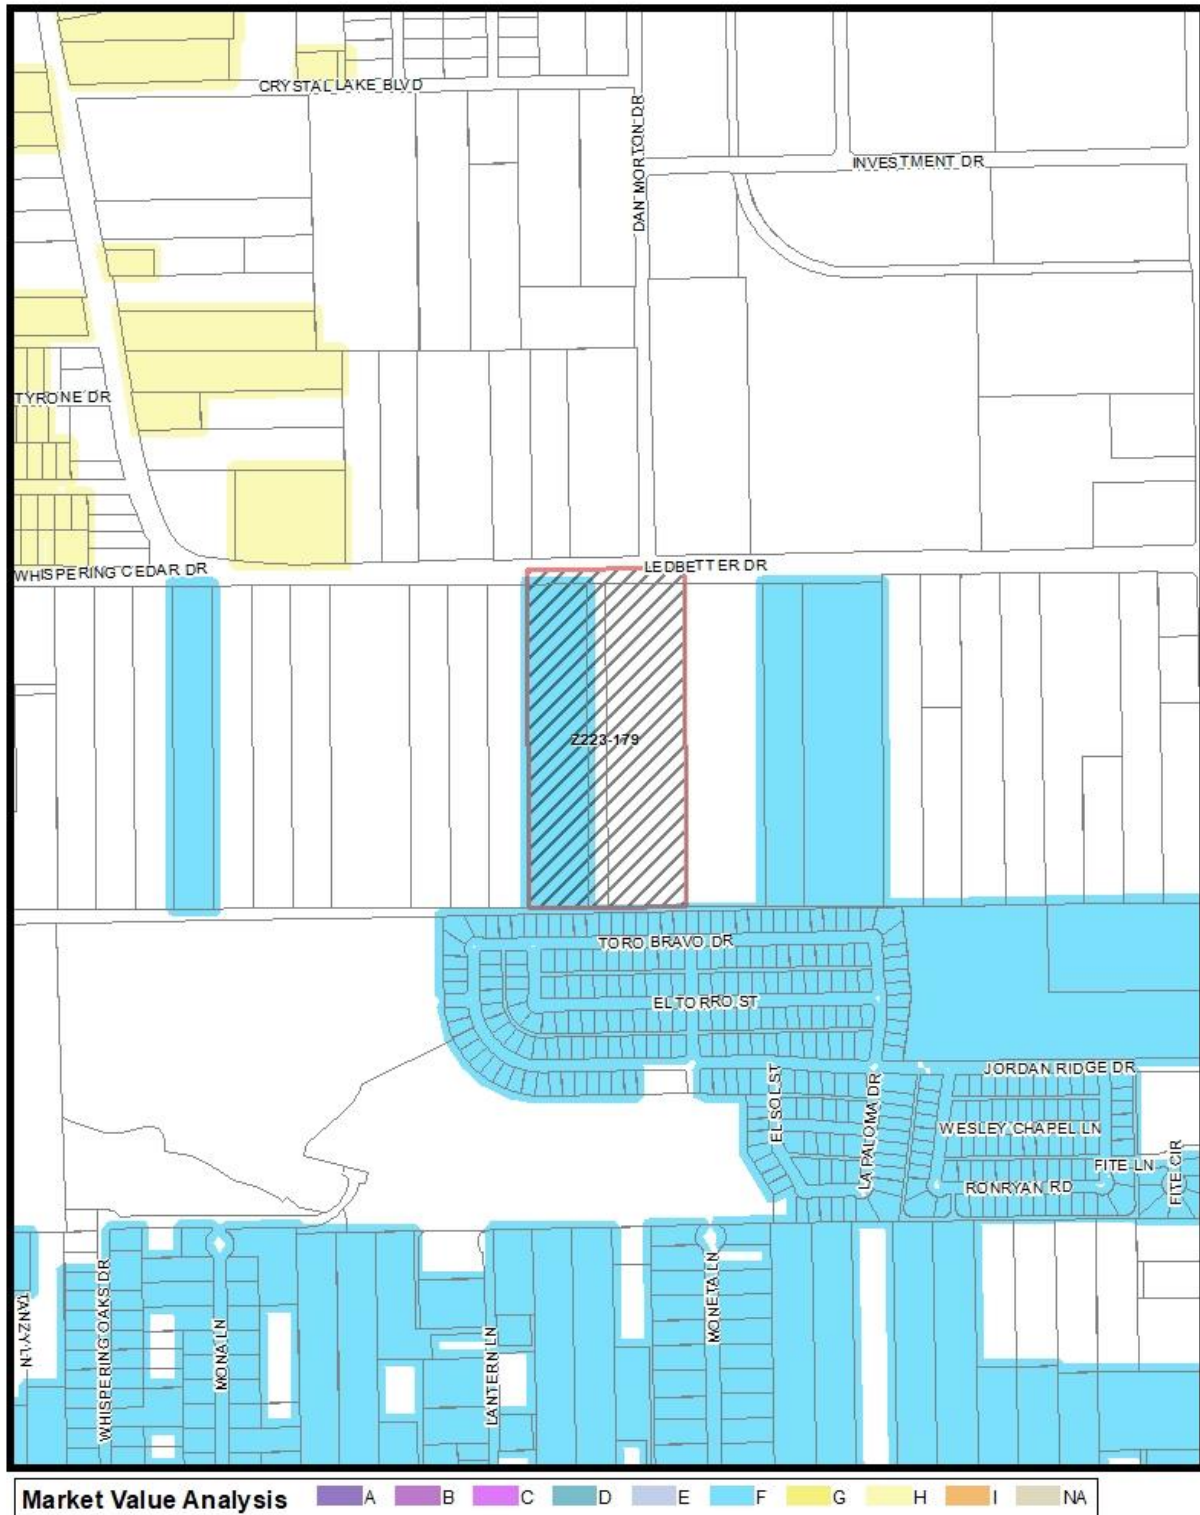 CRYSTAL LAKE BLVD
DAN MORTON DR
INVESTMENT DR
TYRONE DR
WHISPERING CEDAR DR
LEDBETTER DR
Z223-179
TORO BRAVO DR
EL TORRO ST
JORDAN RIDGE DR
EL SOL ST
LA PALOMA DR
WESLEY CHAPEL LN
FITE LN
FITE CIR
RONRYAN RD
TANZY LN
WHISPERING OAKS DR
MONA LN
LANTERN LN
MONETA LN
Market Value Analysis A B C D E F G H I NA